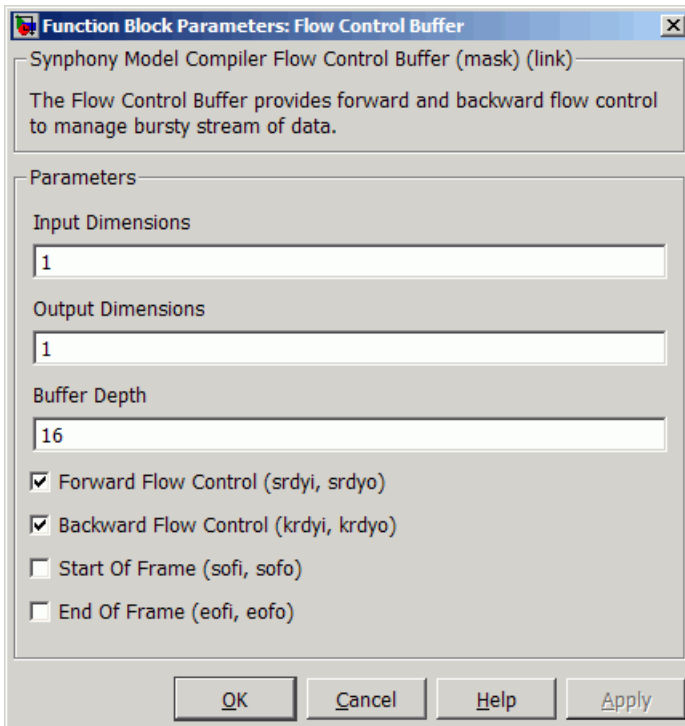 Function Block Parameters: Flow Control Buffer
Synphony Model Compiler Flow Control Buffer (mask) (link)
The Flow Control Buffer provides forward and backward flow control
to manage bursty stream of data.
Parameters
Input Dimensions
1
Output Dimensions
1
Buffer Depth
16
Forward Flow Control (srdyi, srdyo)
Backward Flow Control (krdyi, krdyo)
Start Of Frame (sofi, sofo)
End Of Frame (eofi, eofo)
OK Cancel Help Apply